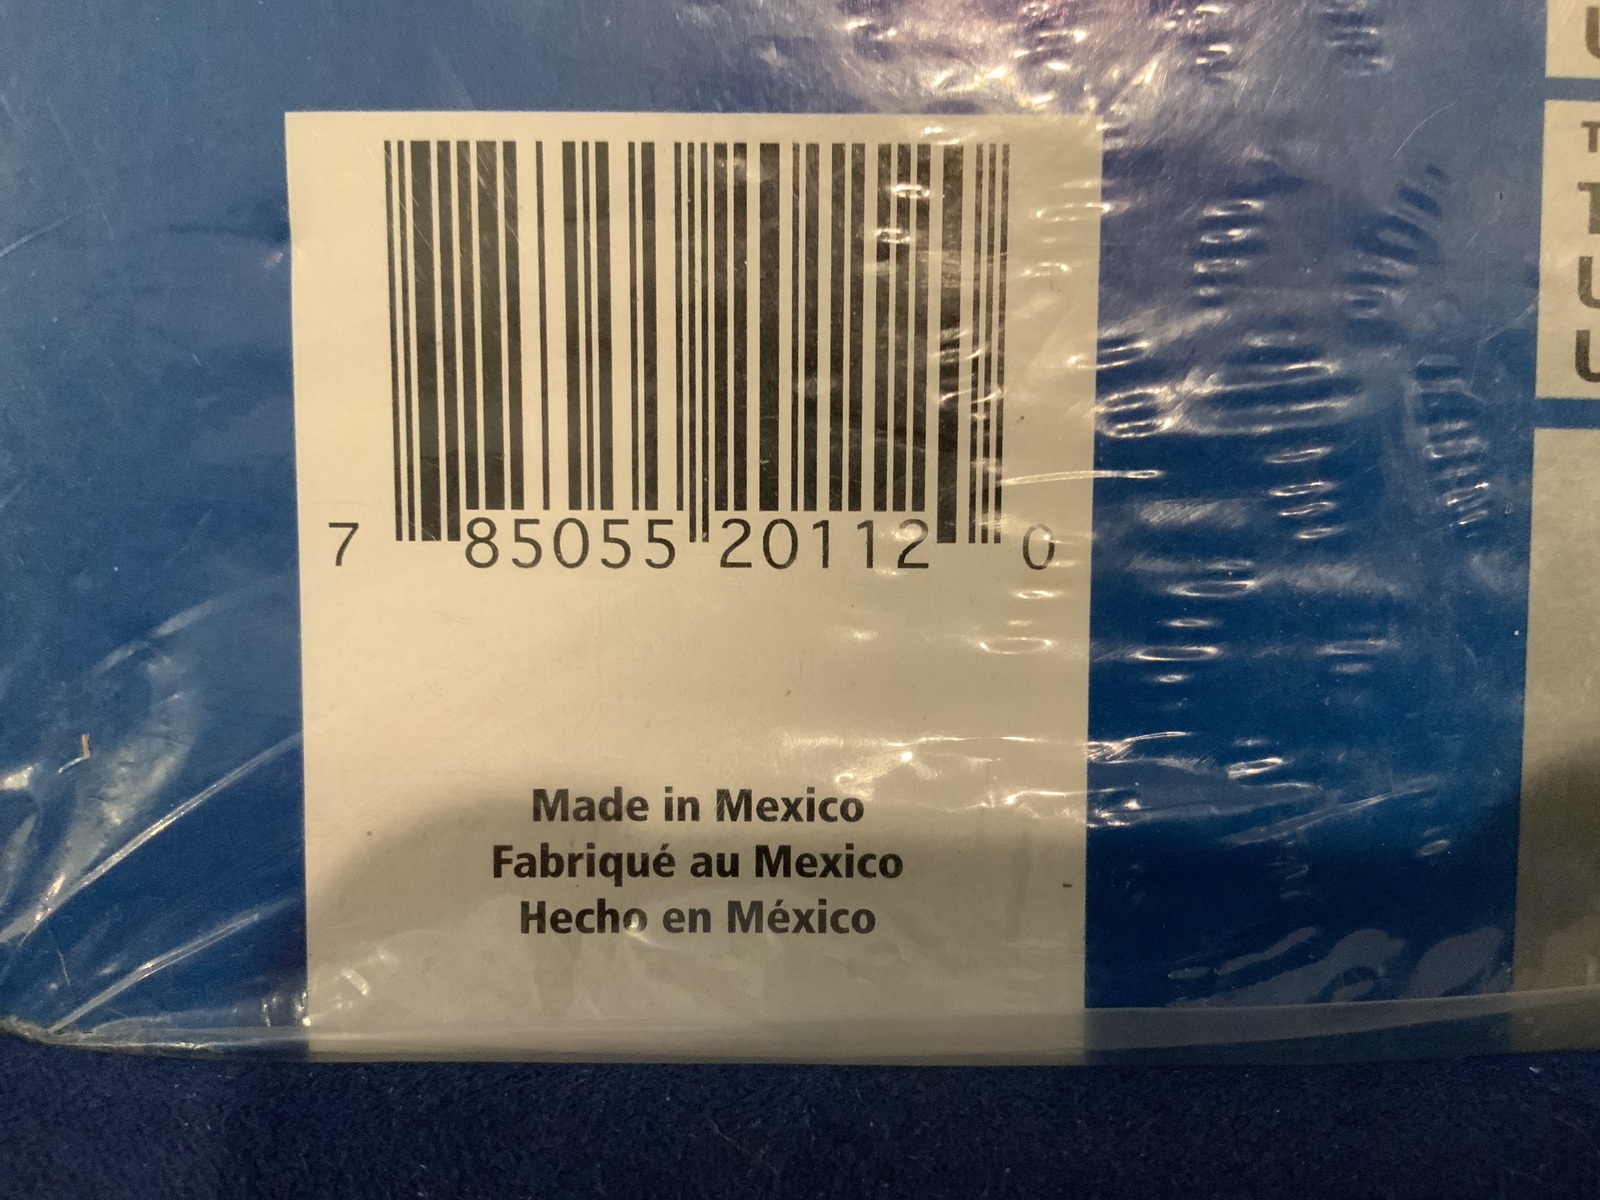 7 85055 20112 0
Made in Mexico
Fabriqué au Mexico
Hecho en México